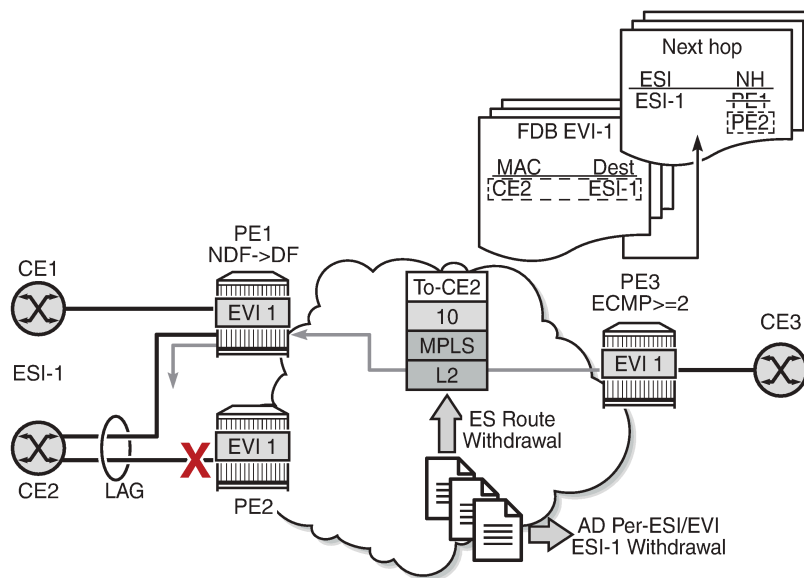 Next hop
ESI NH
ESI-1 PE1
PE2
FDB EVI-1
MAC Dest
CE2 ESI-1
PE1
NDF->DF
CE1
EVI 1
To-CE2
10
MPLS
L2
PE3
ECMP>=2
EVI 1
CE3
ESI-1
ES Route
Withdrawal
EVI 1
X
CE2
LAG
PE2
AD Per-ESI/EVI
ESI-1 Withdrawal